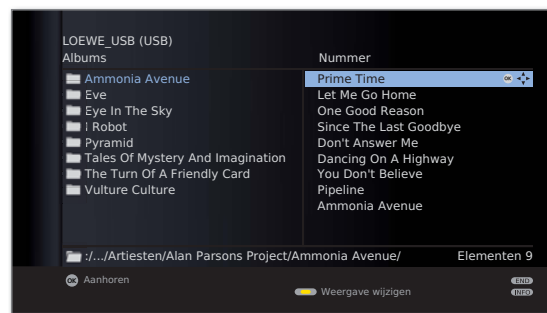 LOEWE_USB (USB)
Albums
Ammonia Avenue
Eve
Eye In The Sky
I Robot
Pyramid
Tales Of Mystery And Imagination
The Turn Of A Friendly Card
Vulture Culture
Nummer
Prime Time OK
Let Me Go Home
One Good Reason
Since The Last Goodbye
Don't Answer Me
Dancing On A Highway
You Don't Believe
Pipeline
Ammonia Avenue
:/.../Artiesten/Alan Parsons Project/Ammonia Avenue/ Elementen 9
OK Aanhoren END
Weergave wijzigen INFO